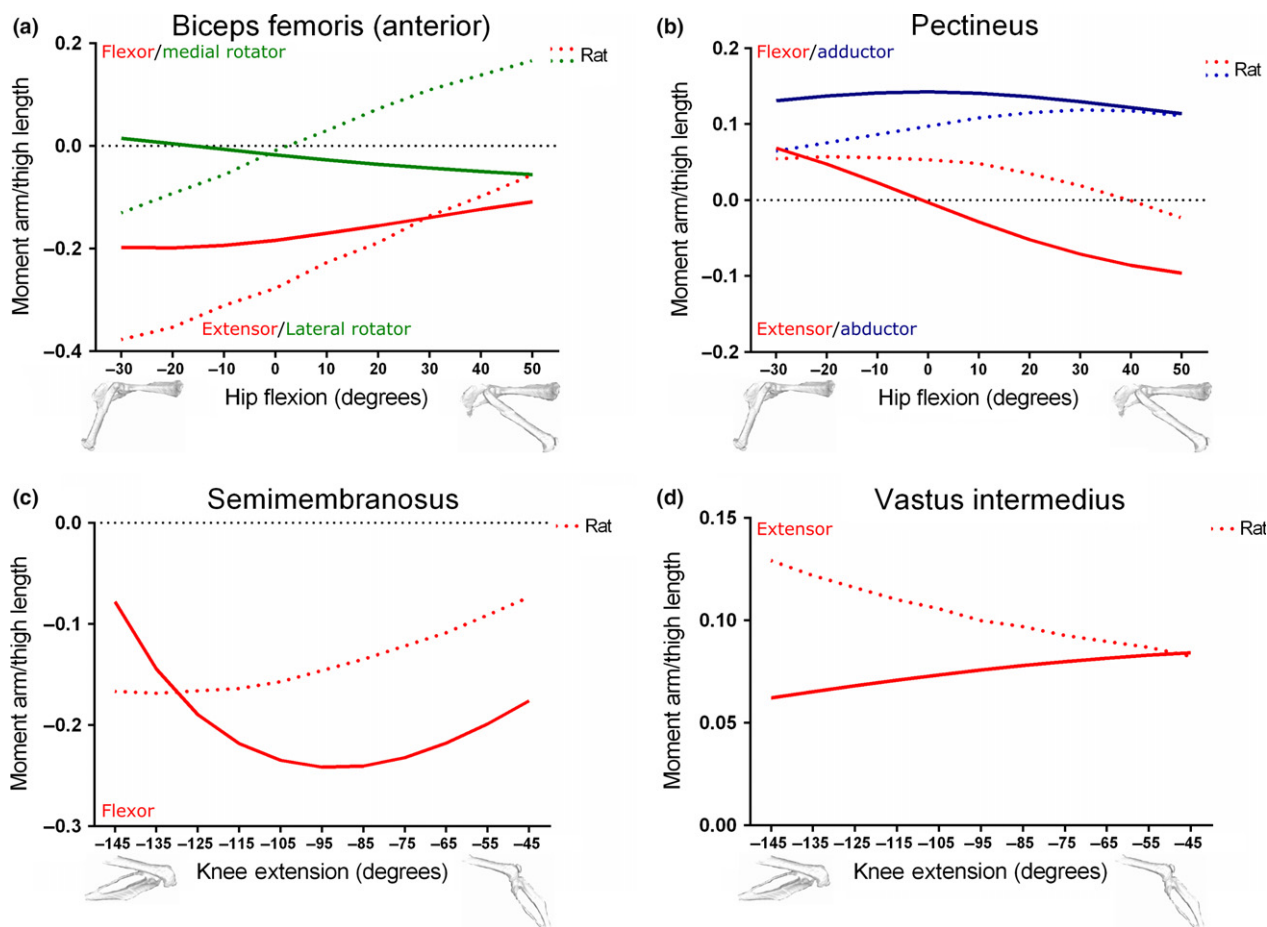 (a) Biceps femoris (anterior)
Flexor/medial rotator
Rat
0.2
0.0
–0.2
–0.4
Moment arm/thigh length
Extensor/Lateral rotator
–30 –20 –10 0 10 20 30 40 50
Hip flexion (degrees)
(b) Pectineus
Flexor/adductor
Rat
0.2
0.1
0.0
–0.1
–0.2
Moment arm/thigh length
Extensor/abductor
–30 –20 –10 0 10 20 30 40 50
Hip flexion (degrees)
(c) Semimembranosus
Rat
0.0
–0.1
–0.2
–0.3
Moment arm/thigh length
Flexor
–145 –135 –125 –115 –105 –95 –85 –75 –65 –55 –45
Knee extension (degrees)
(d) Vastus intermedius
Extensor
Rat
0.15
0.10
0.05
0.00
Moment arm/thigh length
–145 –135 –125 –115 –105 –95 –85 –75 –65 –55 –45
Knee extension (degrees)